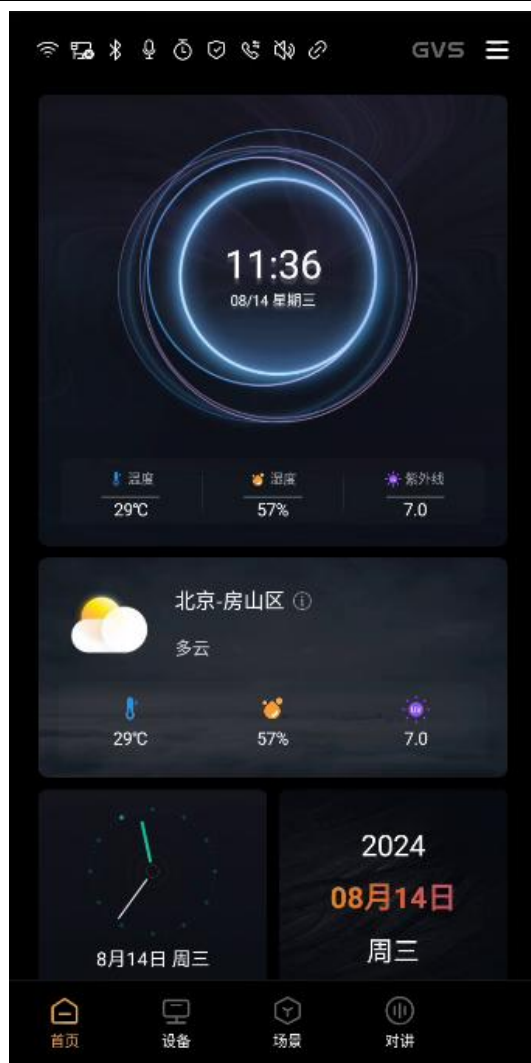 GVS
11:36
08/14 星期三
温度 湿度 紫外线
29℃ 57% 7.0
北京-房山区
多云
UV
29℃ 57% 7.0
2024
08月14日
周三
8月14日 周三
首页 设备 场景 对讲